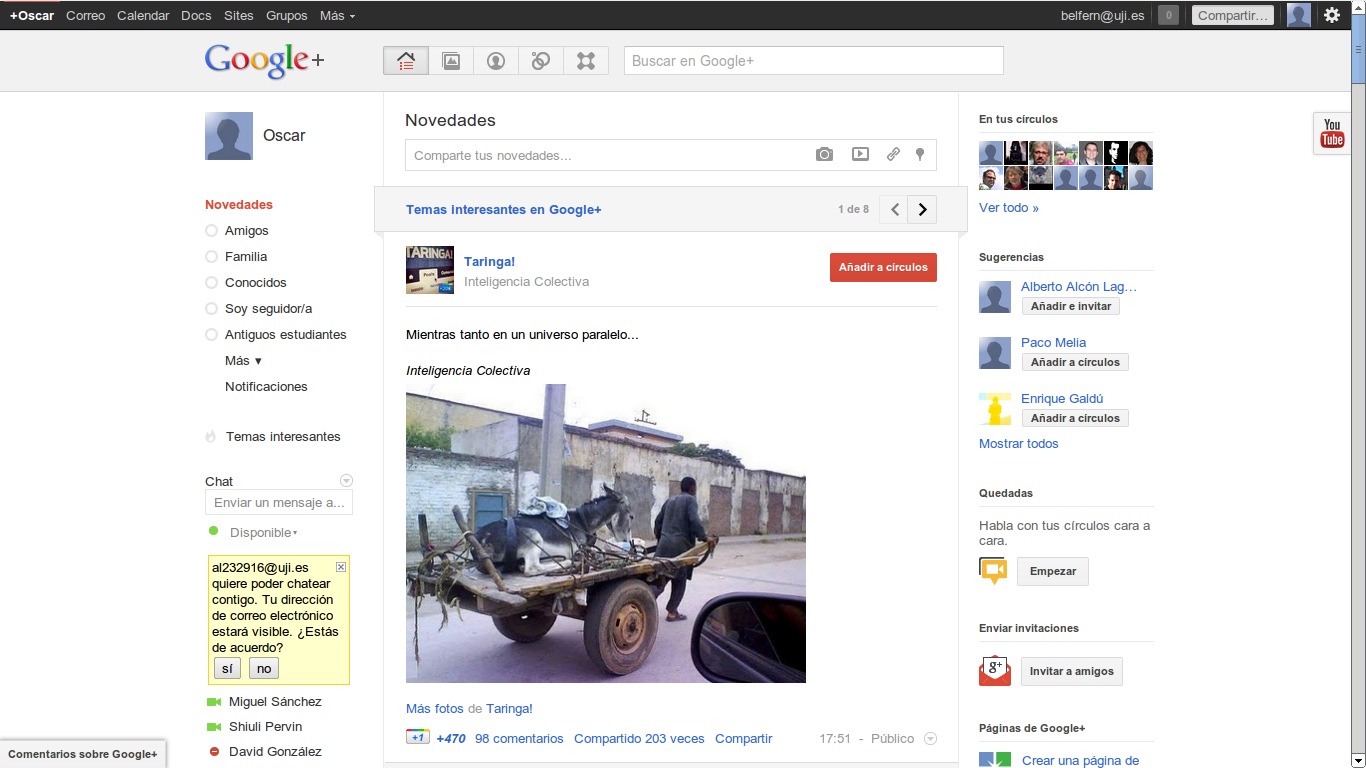 +Oscar Correo Calendar Docs Sites Grupos Más
belfern@uji.es 0 Compartir…
Google+
Buscar en Google+
Oscar
Novedades
Amigos
Familia
Conocidos
Soy seguidor/a
Antiguos estudiantes
Más
Notificaciones
Temas interesantes
Chat
Enviar un mensaje a...
Disponible
al232916@uji.es
quiere poder chatear
contigo. Tu dirección
de correo electrónico
estará visible. ¿Estás
de acuerdo?
sí no
Miguel Sánchez
Shiuli Pervin
David González
Comentarios sobre Google+
Novedades
Comparte tus novedades...
Temas interesantes en Google+
1 de 8
TARINGA!
Posts
Taringa!
Inteligencia Colectiva
Añadir a círculos
Mientras tanto en un universo paralelo...
Inteligencia Colectiva
Más fotos de Taringa!
+1 +470 98 comentarios Compartido 203 veces Compartir
17:51 - Público
En tus círculos
Ver todo »
Sugerencias
Alberto Alcón Lag…
Añadir e invitar
Paco Melia
Añadir a círculos
Enrique Galdú
Añadir a círculos
Mostrar todos
Quedadas
Habla con tus círculos cara a
cara.
Empezar
Enviar invitaciones
g+
Invitar a amigos
Páginas de Google+
Crear una página de
You
Tube